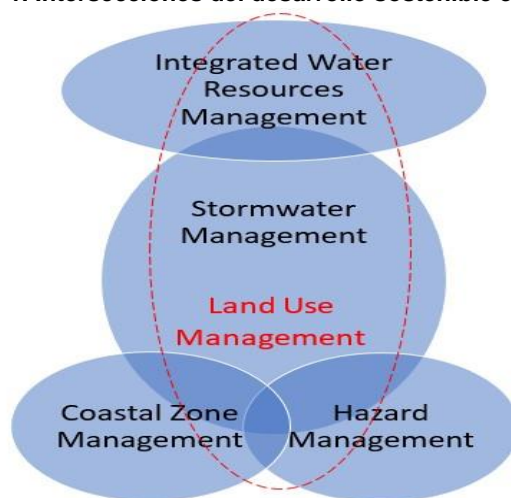 Intersecciones del desarrollo sostenible
Integrated Water
Resources
Management
Stormwater
Management
Land Use
Management
Coastal Zone
Management
Hazard
Management